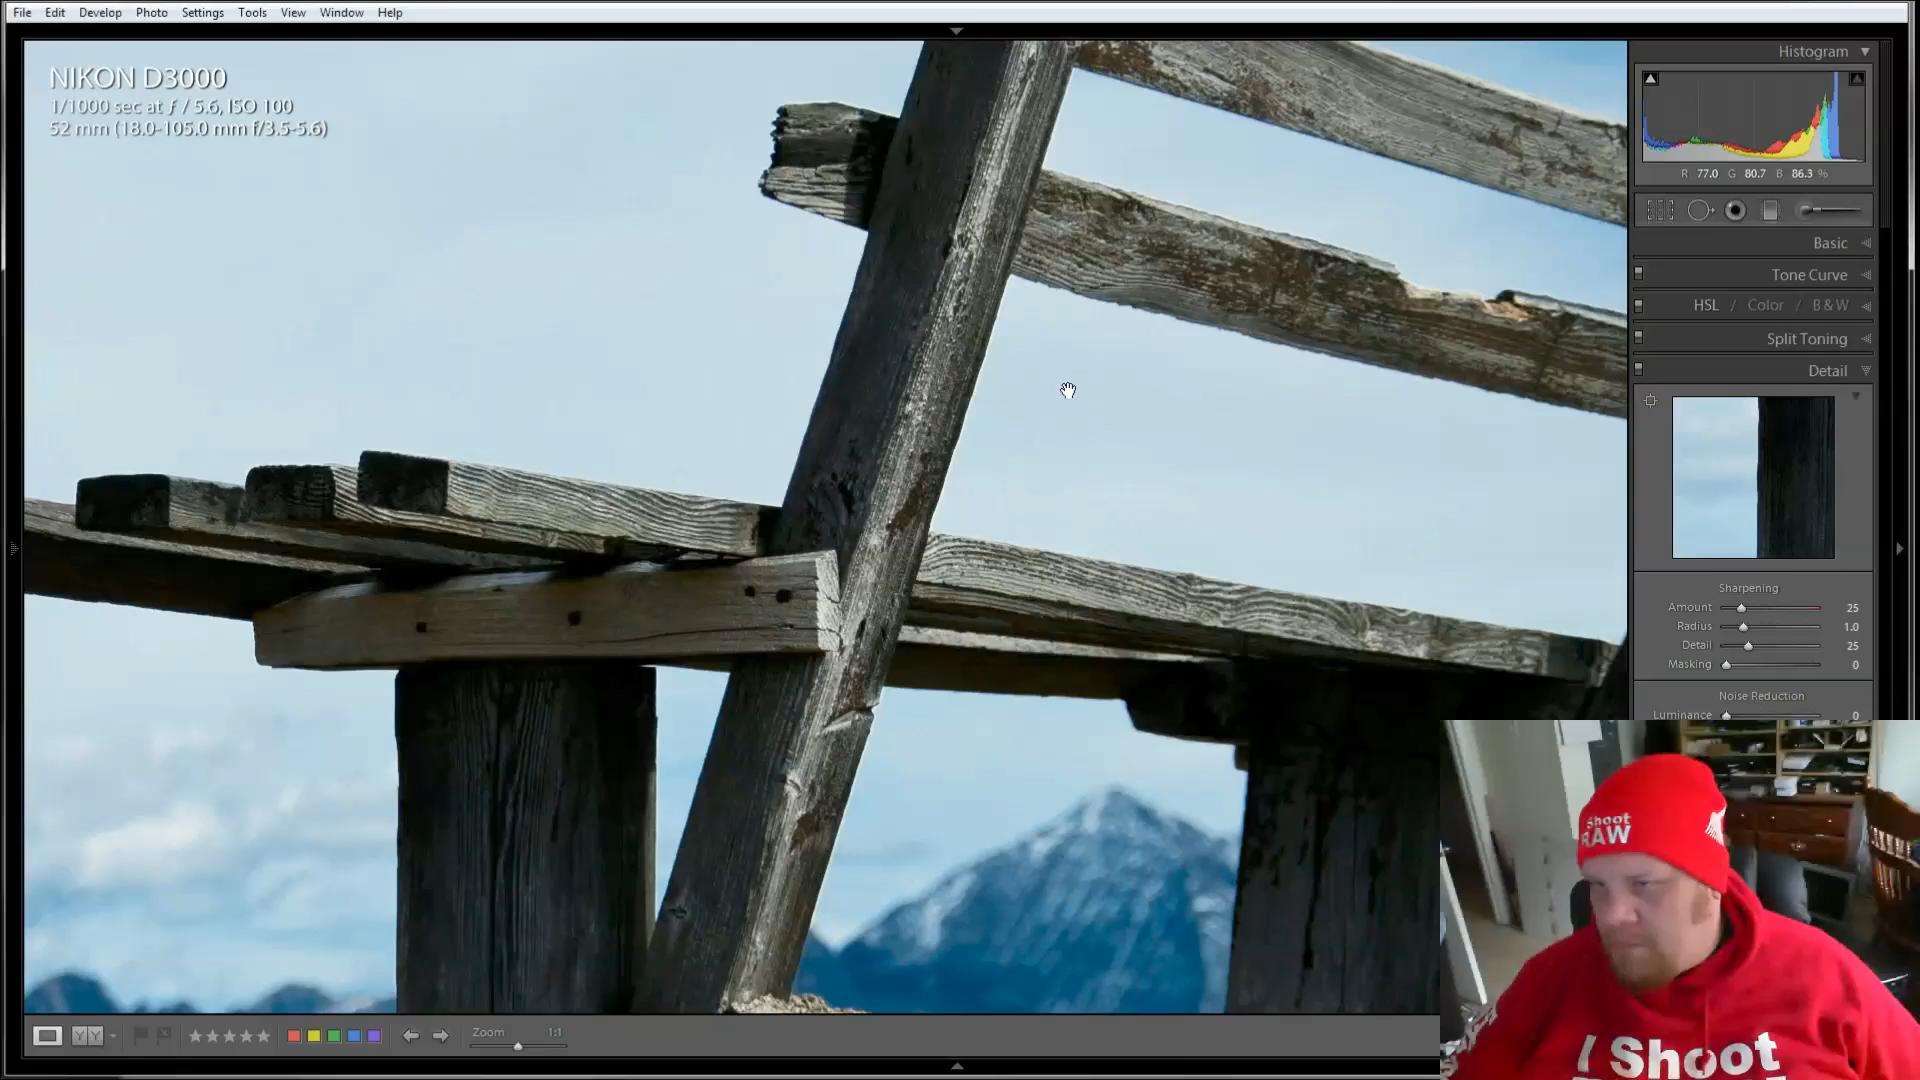 File Edit Develop Photo Settings Tools View Window Help
NIKON D3000
1/1000 sec at ƒ / 5.6, ISO 100
52 mm (18.0-105.0 mm f/3.5-5.6)
Histogram
R 77.0 G 80.7 B 86.3 %
Basic
Tone Curve
HSL / Color / B & W
Split Toning
Detail
Sharpening
Amount 25
Radius 1.0
Detail 25
Masking 0
Noise Reduction
Luminance 0
Shoot
RAW
I Shoot
Y Y
Zoom 1:1